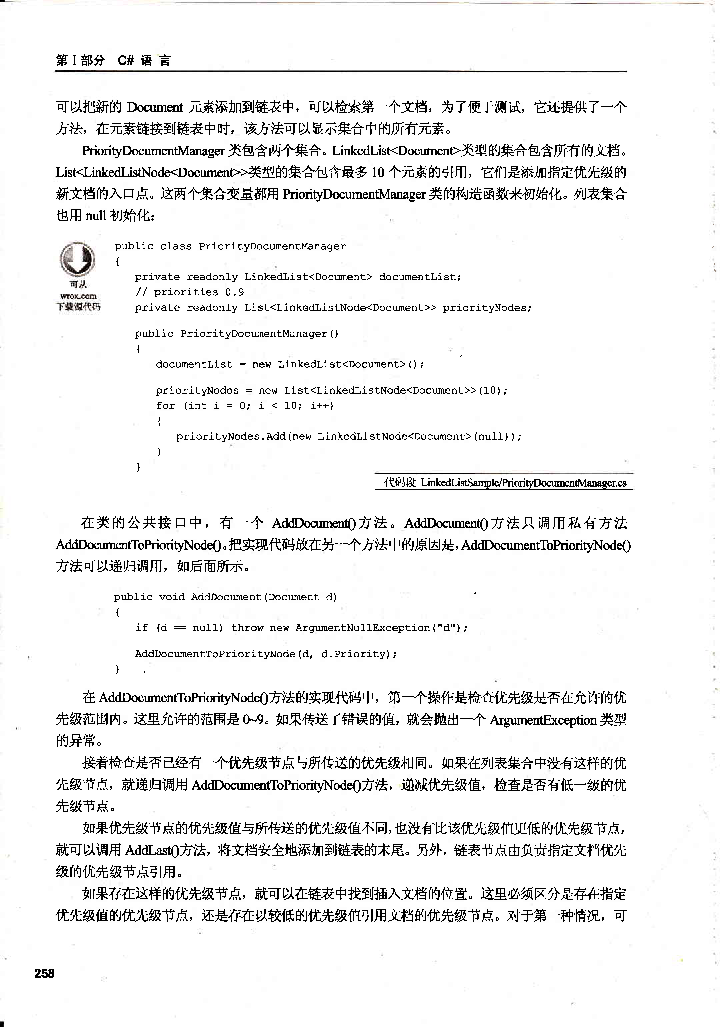 第Ⅰ部分 C# 语 言
可以把新的 Document 元素添加到链表中，可以检索第一个文档。为了便于测试，它还提供了一个
方法，在元素链接到链表中时，该方法可以显示集合中的所有元素。
PriorityDocumentManager 类包含两个集合。LinkedList<Document>类型的集合包含所有的文档。
List<LinkedListNode<Document>>类型的集合包含最多 10 个元素的引用，它们是添加指定优先级的
新文档的入口点。这两个集合变量都用 PriorityDocumentManager 类的构造函数来初始化。列表集合
也用 null 初始化：
可从
wrox.com
下载源代码
public class PriorityDocumentManager
{
private readonly LinkedList<Document> documentList;
// priorities 0.9
private readonly List<LinkedListNode<Document>> priorityNodes;
public PriorityDocumentManager()
{
documentList = new LinkedList<Document>();
priorityNodes = new List<LinkedListNode<Document>>(10);
for (int i = 0; i < 10; i++)
{
priorityNodes.Add(new LinkedListNode<Document>(null));
}
}
代码段 LinkedListSample/PriorityDocumentManager.cs
在类的公共接口中，有一个 AddDocument()方法。AddDocument()方法只调用私有方法
AddDocumentToPriorityNode()。把实现代码放在另一个方法中的原因是，AddDocumentToPriorityNode()
方法可以递归调用，如后面所示。
public void AddDocument(Document d)
{
if (d == null) throw new ArgumentNullException("d");
AddDocumentToPriorityNode(d, d.Priority);
}
在 AddDocumentToPriorityNode()方法的实现代码中，第一个操作是检查优先级是否在允许的优
先级范围内。这里允许的范围是 0~9。如果传送了错误的值，就会抛出一个 ArgumentException 类型
的异常。
接着检查是否已经有一个优先级节点与所传送的优先级相同。如果在列表集合中没有这样的优
先级节点，就递归调用 AddDocumentToPriorityNode()方法，递减优先级值，检查是否有低一级的优
先级节点。
如果优先级节点的优先级值与所传送的优先级值不同，也没有比该优先级值更低的优先级节点，
就可以调用 AddLast()方法，将文档安全地添加到链表的末尾。另外，链表节点由负责指定文档优先
级的优先级节点引用。
如果存在这样的优先级节点，就可以在链表中找到插入文档的位置。这里必须区分是存在指定
优先级值的优先级节点，还是存在以较低的优先级值引用文档的优先级节点。对于第一种情况，可
258